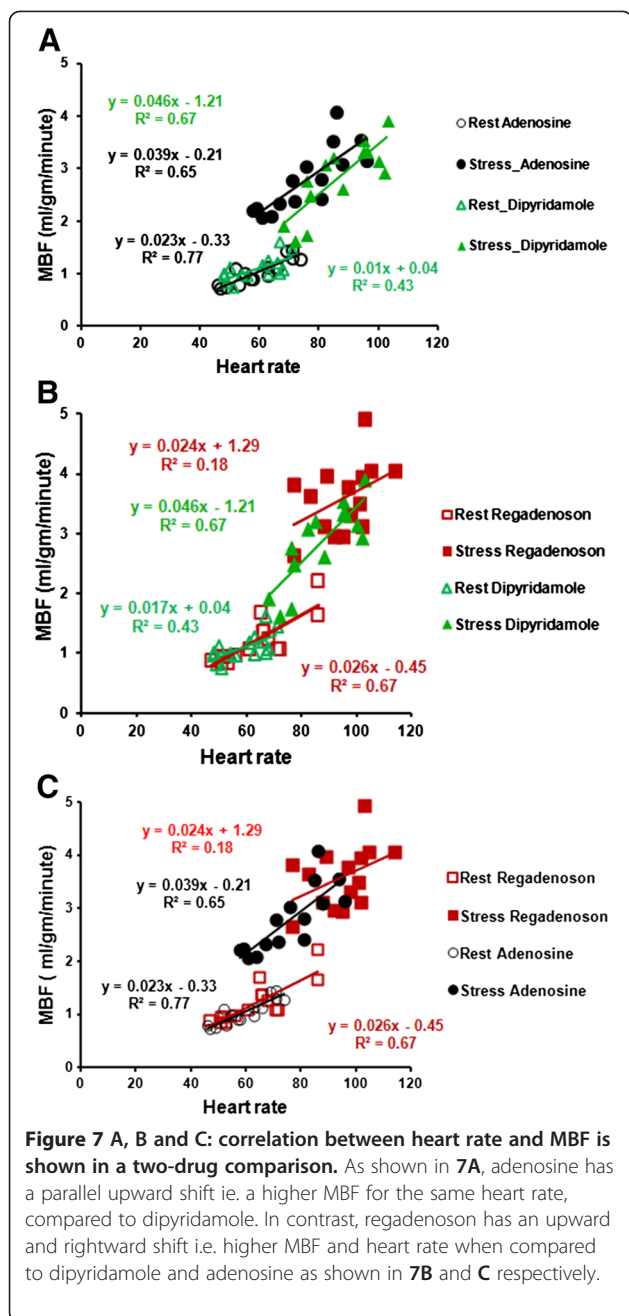 A
y = 0.046x - 1.21
R² = 0.67
y = 0.039x - 0.21
R² = 0.65
y = 0.023x - 0.33
R² = 0.77
y = 0.01x + 0.04
R² = 0.43
MBF (ml/gm/minute)
5
4
3
2
1
0
0 20 40 60 80 100 120
Heart rate
Rest Adenosine
Stress_Adenosine
Rest_Dipyridamole
Stress_Dipyridamole
B
y = 0.024x + 1.29
R² = 0.18
y = 0.046x - 1.21
R² = 0.67
y = 0.017x + 0.04
R² = 0.43
y = 0.026x - 0.45
R² = 0.67
MBF (ml/gm/minute)
5
4
3
2
1
0
0 20 40 60 80 100 120
Heart rate
Rest Regadenoson
Stress Regadenoson
Rest Dipyridamole
Stress Dipyridamole
C
y = 0.024x + 1.29
R² = 0.18
y = 0.039x - 0.21
R² = 0.65
y = 0.023x - 0.33
R² = 0.77
y = 0.026x - 0.45
R² = 0.67
MBF ( ml/gm/minute)
5
4
3
2
1
0
0 20 40 60 80 100 120
Heart rate
Rest Regadenoson
Stress Regadenoson
Rest Adenosine
Stress Adenosine
Figure 7 A, B and C: correlation between heart rate and MBF is
shown in a two-drug comparison. As shown in 7A, adenosine has
a parallel upward shift ie. a higher MBF for the same heart rate,
compared to dipyridamole. In contrast, regadenoson has an upward
and rightward shift i.e. higher MBF and heart rate when compared
to dipyridamole and adenosine as shown in 7B and C respectively.